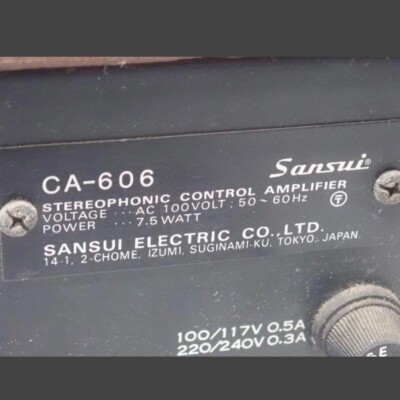 Sansui®
CA-606
STEREOPHONIC CONTROL AMPLIFIER
VOLTAGE ··· AC 100VOLT : 50 ~ 60Hz
POWER ··· 7.5 WATT
SANSUI ELECTRIC CO.,LTD.
14-1, 2-CHOME, IZUMI, SUGINAMI-KU, TOKYO. JAPAN.
100/117V 0.5A
220/240V 0.3A